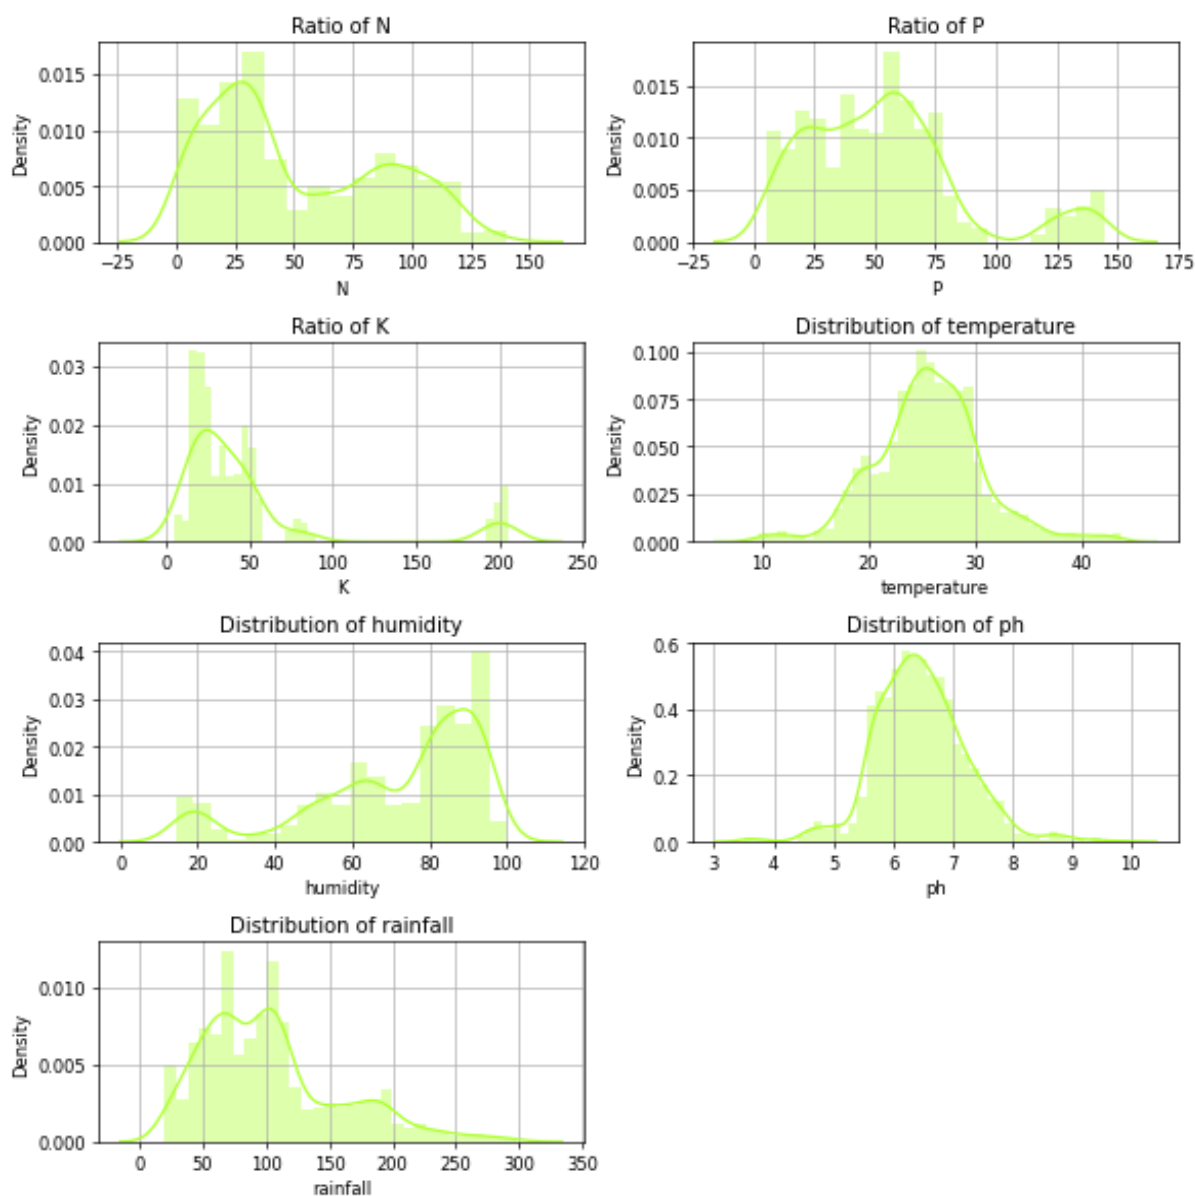 Ratio of N
Density
0.015
0.010
0.005
0.000
−25 0 25 50 75 100 125 150
N
Ratio of P
Density
0.015
0.010
0.005
0.000
−25 0 25 50 75 100 125 150 175
P
Ratio of K
Density
0.03
0.02
0.01
0.00
0 50 100 150 200 250
K
Distribution of temperature
Density
0.100
0.075
0.050
0.025
0.000
10 20 30 40
temperature
Distribution of humidity
Density
0.04
0.03
0.02
0.01
0.00
0 20 40 60 80 100 120
humidity
Distribution of ph
Density
0.6
0.4
0.2
0.0
3 4 5 6 7 8 9 10
ph
Distribution of rainfall
Density
0.010
0.005
0.000
0 50 100 150 200 250 300 350
rainfall